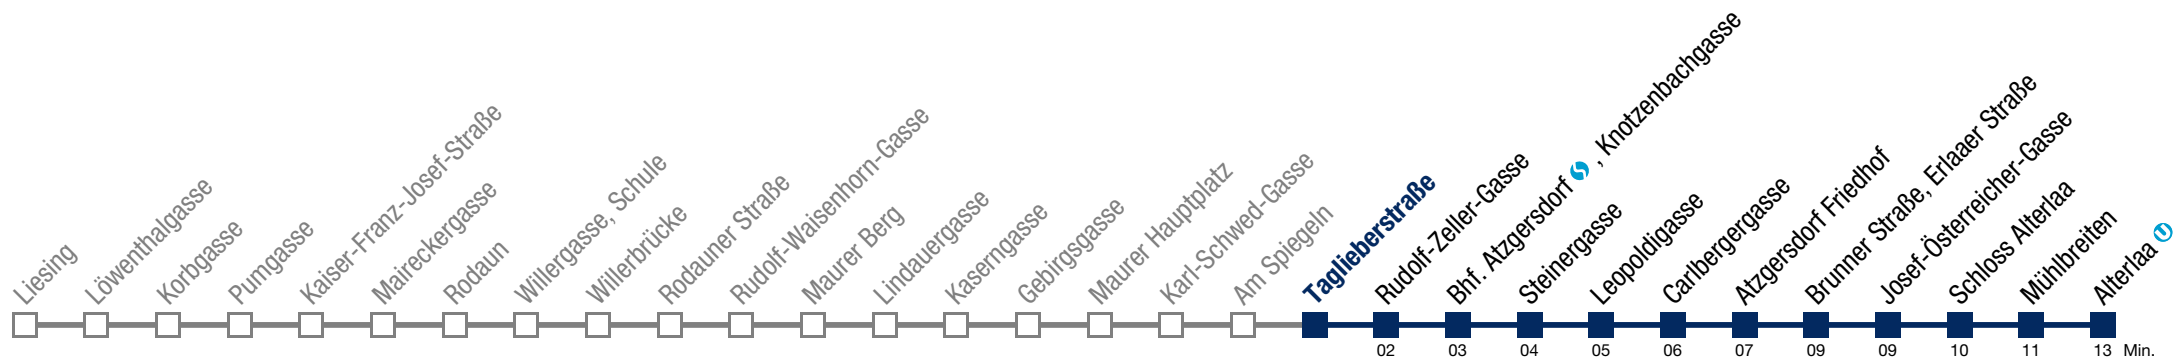 Liesing
Löwenthalgasse
Korbgasse
Pumgasse
Kaiser-Franz-Josef-Straße
Maireckergasse
Rodaun
Willergasse, Schule
Willerbrücke
Rodauner Straße
Rudolf-Waisenhorn-Gasse
Maurer Berg
Lindauergasse
Kaserngasse
Gebirgsgasse
Maurer Hauptplatz
Karl-Schwed-Gasse
Am Spiegeln
Taglieberstraße
Rudolf-Zeller-Gasse
Bhf. Atzgersdorf S, Knotzenbachgasse
Steinergasse
Leopoldigasse
Carlbergergasse
Atzgersdorf Friedhof
Brunner Straße, Erlaaer Straße
Josef-Österreicher-Gasse
Schloss Alterlaa
Mühlbreiten
Alterlaa U
02 03 04 05 06 07 09 09 10 11 13 Min.